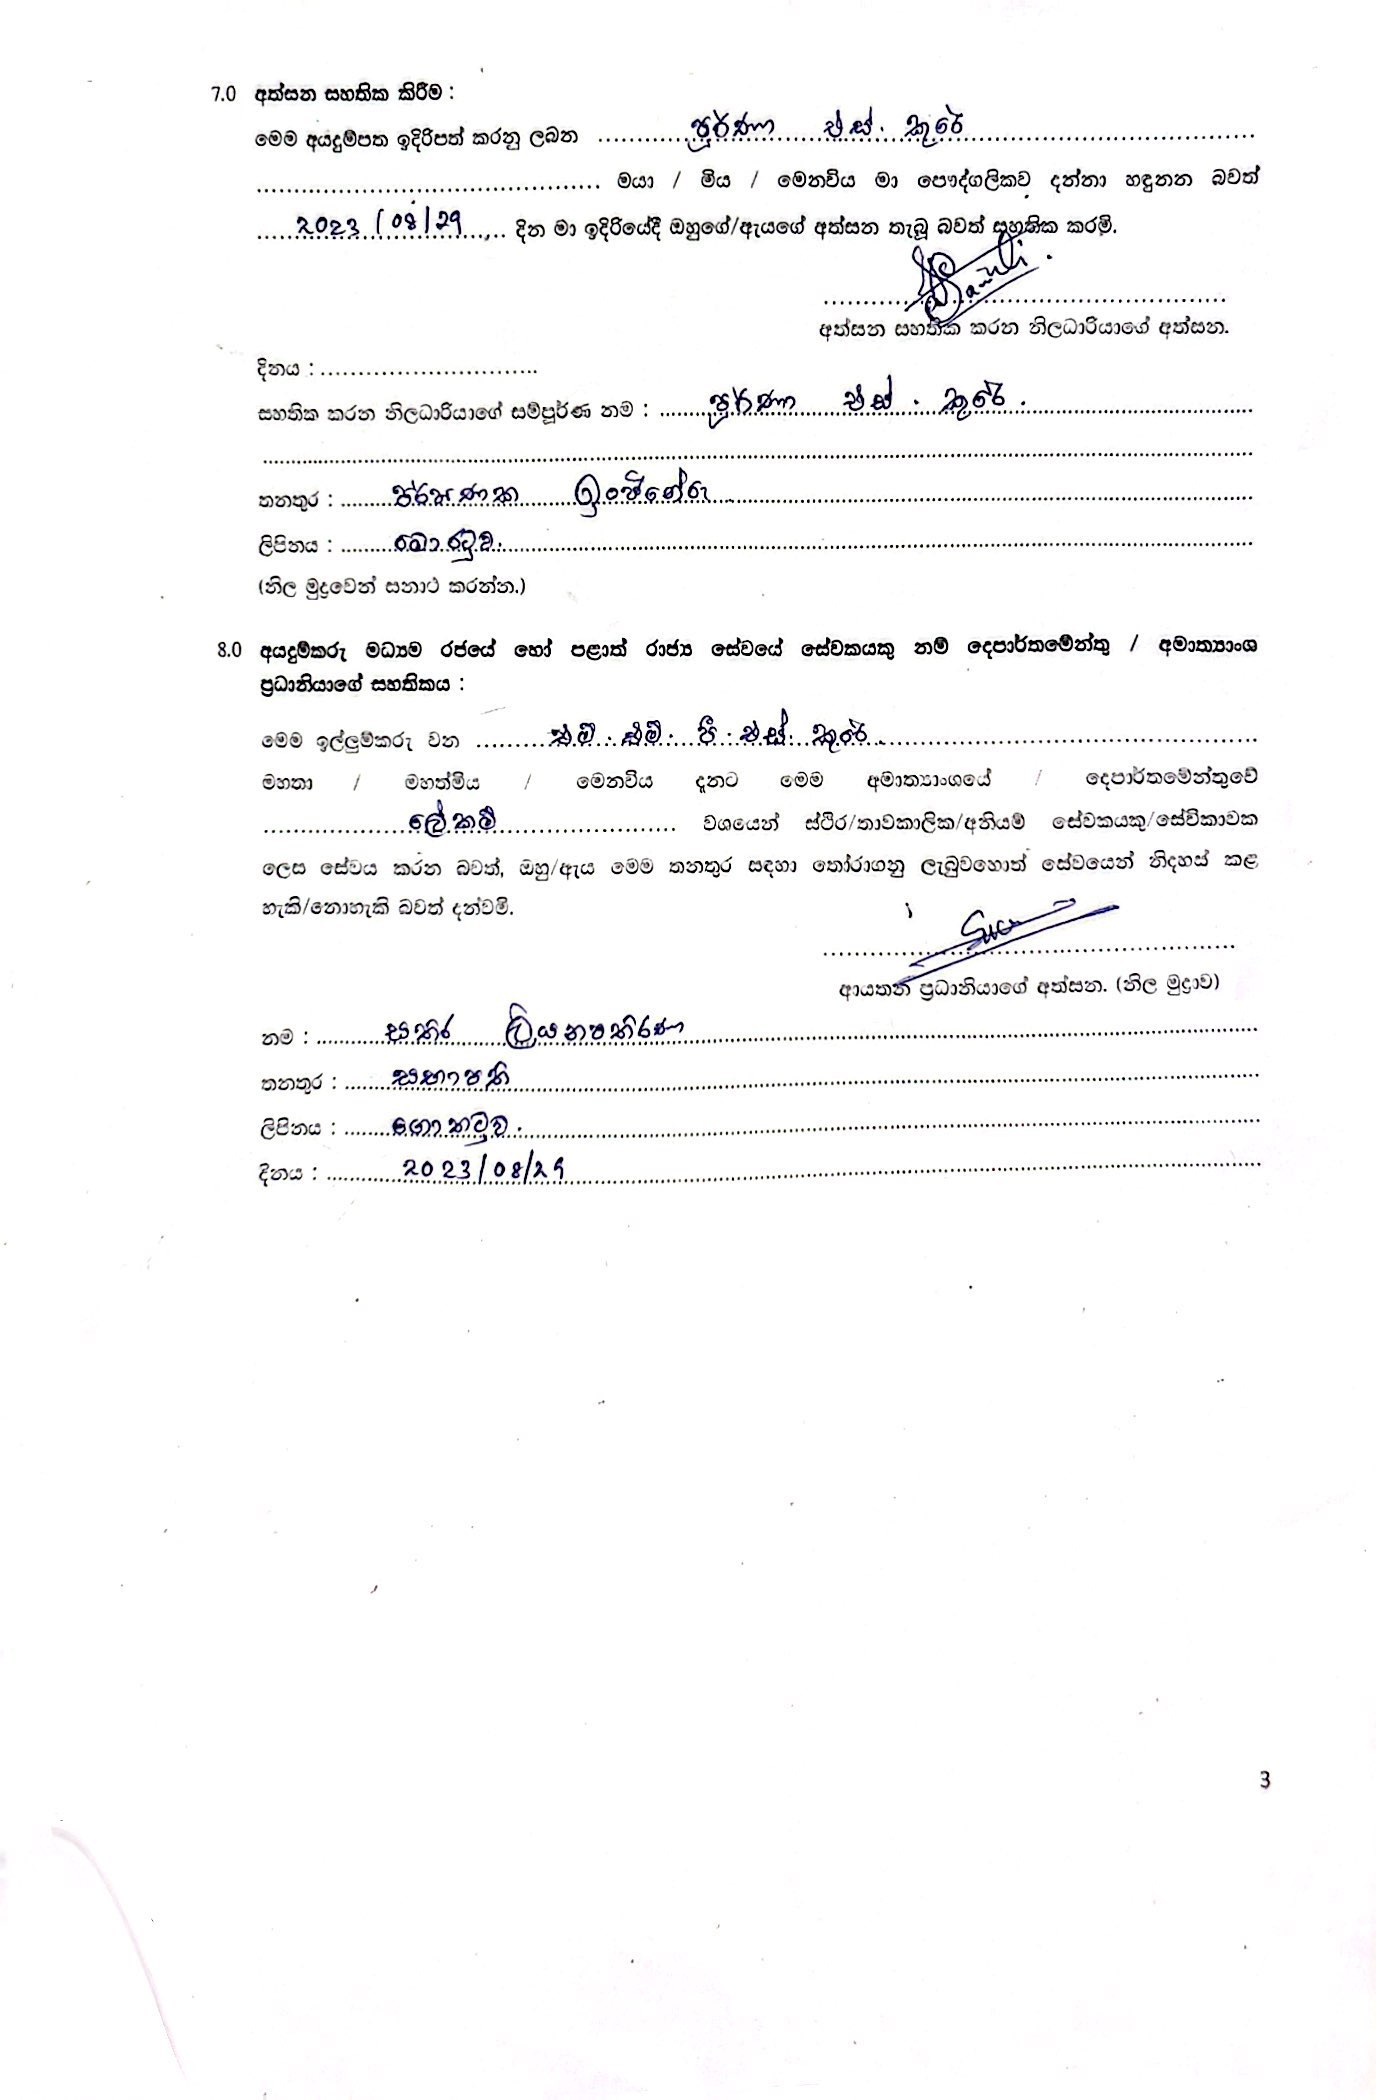 7.0 අත්සන සහතික කිරීම :
මෙම අයදුම්පත ඉදිරිපත් කරනු ලබන ........ පූර්ණා එස්. කුරේ ........
........ මයා / මිය / මෙනවිය මා පෞද්ගලිකව දන්නා හඳුනන බවත්
2023/08/29 දින මා ඉදිරියේදී ඔහුගේ/ඇයගේ අත්සන තැබූ බවත් සහතික කරමි.
අත්සන සහතික කරන නිලධාරියාගේ අත්සන.
දිනය : ........
සහතික කරන නිලධාරියාගේ සම්පූර්ණ නම : පූර්ණා එස්. කුරේ.
තනතුර : පර්යේෂණ ඉංජිනේරු
ලිපිනය : මොරටුව.
(නිල මුද්‍රාවෙන් සනාථ කරන්න.)
8.0 අයදුම්කරු මධ්‍යම රජයේ හෝ පළාත් රාජ්‍ය සේවයේ සේවකයකු නම් දෙපාර්තමේන්තු / අමාත්‍යාංශ
ප්‍රධානියාගේ සහතිකය :
මෙම ඉල්ලුම්කරු වන එම්. එම්. පී. එස්. කුරේ.
මහතා / මහත්මිය / මෙනවිය දැනට මෙම අමාත්‍යාංශයේ / දෙපාර්තමේන්තුවේ
ලේකම් වශයෙන් ස්ථිර/තාවකාලික/අනියම් සේවකයකු/සේවිකාවක
ලෙස සේවය කරන බවත්, ඔහු/ඇය මෙම තනතුර සඳහා තෝරාගනු ලැබුවහොත් සේවයෙන් නිදහස් කළ
හැකි/නොහැකි බවත් දන්වමි.
ආයතන ප්‍රධානියාගේ අත්සන. (නිල මුද්‍රාව)
නම : සතිර ලියනපතිරණ
තනතුර : සභාපති
ලිපිනය : ගොතටුව.
දිනය : 2023/08/29
3